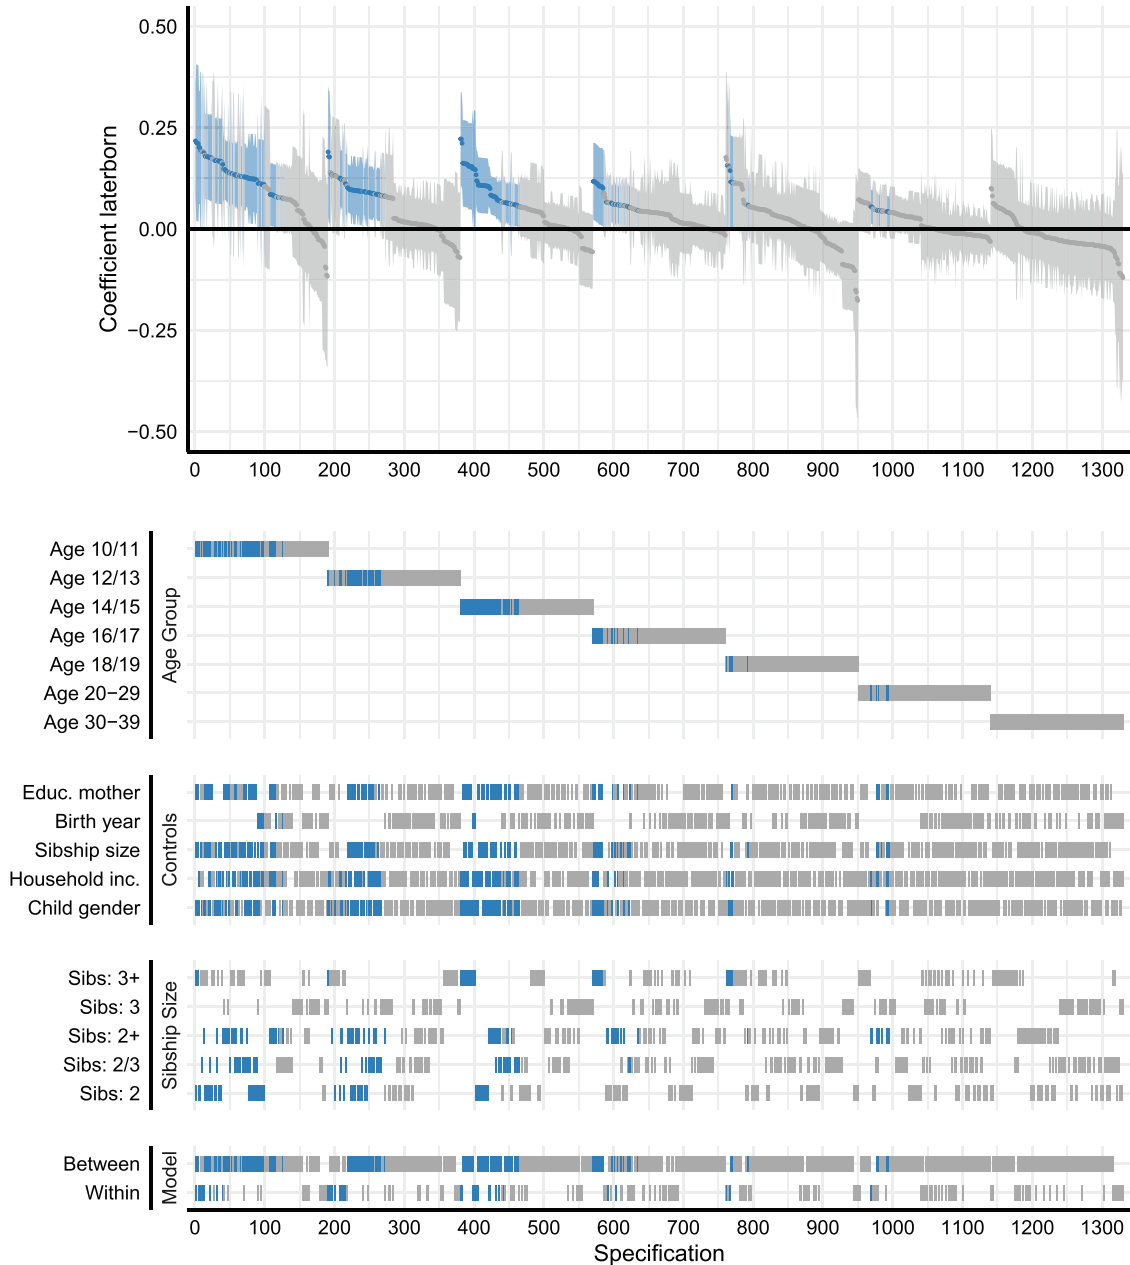 0.50
0.25
0.00
−0.25
−0.50
Coefficient laterborn
0 100 200 300 400 500 600 700 800 900 1000 1100 1200 1300
Age 10/11
Age 12/13
Age 14/15
Age 16/17
Age 18/19
Age 20−29
Age 30−39
Age Group
Educ. mother
Birth year
Sibship size
Household inc.
Child gender
Controls
Sibs: 3+
Sibs: 3
Sibs: 2+
Sibs: 2/3
Sibs: 2
Sibship Size
Between
Within
Model
0 100 200 300 400 500 600 700 800 900 1000 1100 1200 1300
Specification